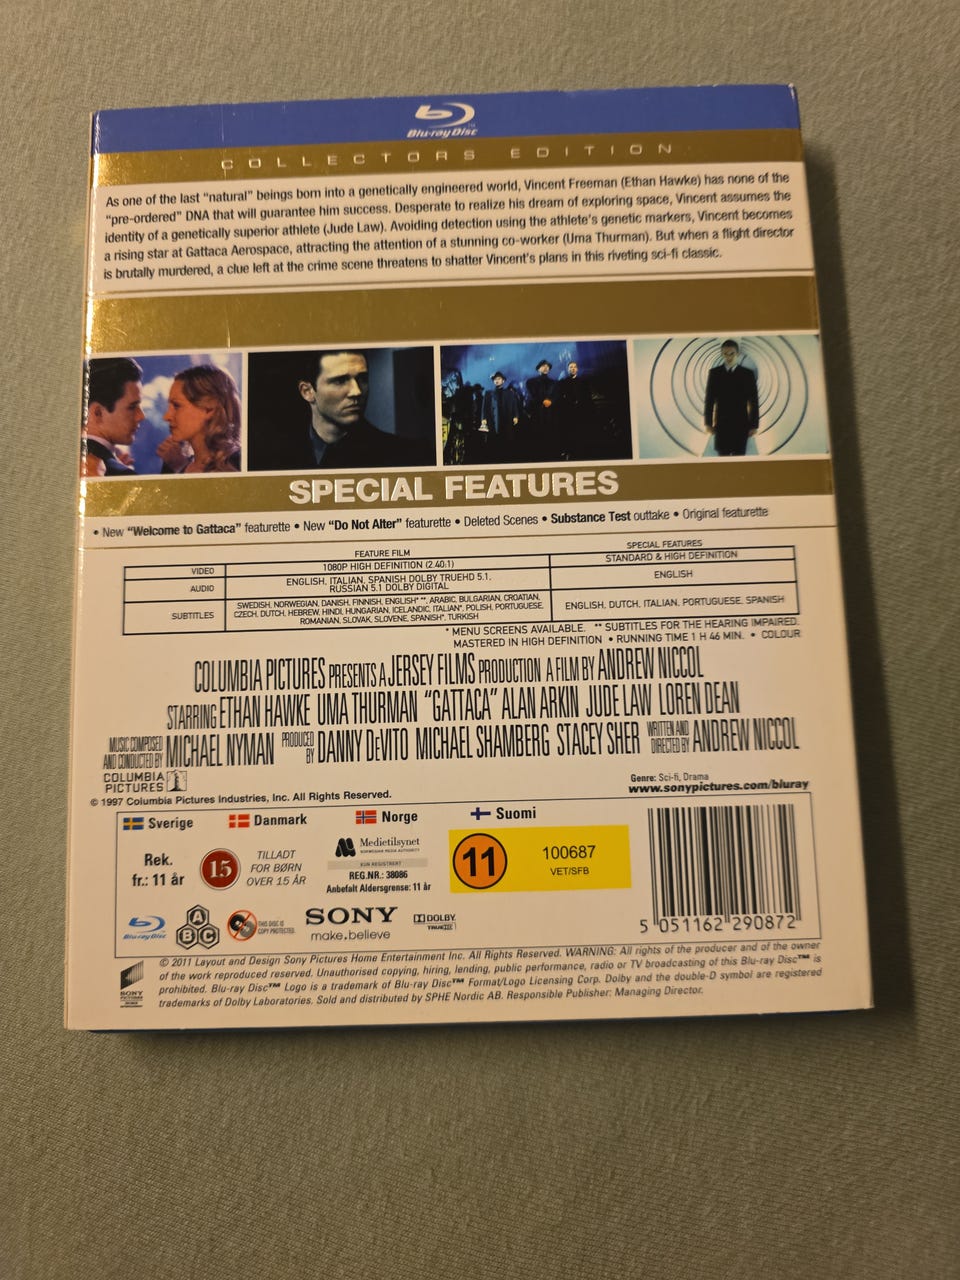 Blu-ray Disc™
COLLECTORS EDITION
As one of the last "natural" beings born into a genetically engineered world, Vincent Freeman (Ethan Hawke) has none of the
"pre-ordered" DNA that will guarantee him success. Desperate to realize his dream of exploring space, Vincent assumes the
identity of a genetically superior athlete (Jude Law). Avoiding detection using the athlete's genetic markers, Vincent becomes
a rising star at Gattaca Aerospace, attracting the attention of a stunning co-worker (Uma Thurman). But when a flight director
is brutally murdered, a clue left at the crime scene threatens to shatter Vincent's plans in this riveting sci-fi classic.
SPECIAL FEATURES
• New "Welcome to Gattaca" featurette • New "Do Not Alter" featurette • Deleted Scenes • Substance Test outtake • Original featurette
FEATURE FILM SPECIAL FEATURES
VIDEO 1080P HIGH DEFINITION (2.40:1) STANDARD & HIGH DEFINITION
AUDIO ENGLISH, ITALIAN, SPANISH DOLBY TRUEHD 5.1, ENGLISH
RUSSIAN 5.1 DOLBY DIGITAL
SUBTITLES SWEDISH, NORWEGIAN, DANISH, FINNISH, ENGLISH* **, ARABIC, BULGARIAN, CROATIAN, ENGLISH, DUTCH, ITALIAN, PORTUGUESE, SPANISH
CZECH, DUTCH, HEBREW, HINDI, HUNGARIAN, ICELANDIC, ITALIAN*, POLISH, PORTUGUESE,
ROMANIAN, SLOVAK, SLOVENE, SPANISH*, TURKISH
* MENU SCREENS AVAILABLE. ** SUBTITLES FOR THE HEARING IMPAIRED.
MASTERED IN HIGH DEFINITION • RUNNING TIME 1 H 46 MIN. • COLOUR
COLUMBIA PICTURES PRESENTS A JERSEY FILMS PRODUCTION A FILM BY ANDREW NICCOL
STARRING ETHAN HAWKE UMA THURMAN "GATTACA" ALAN ARKIN JUDE LAW LOREN DEAN
MUSIC COMPOSED AND CONDUCTED BY MICHAEL NYMAN PRODUCED BY DANNY DeVITO MICHAEL SHAMBERG STACEY SHER WRITTEN AND DIRECTED BY ANDREW NICCOL
COLUMBIA
PICTURES
Genre: Sci-fi, Drama
www.sonypictures.com/bluray
© 1997 Columbia Pictures Industries, Inc. All Rights Reserved.
Sverige Danmark Norge Suomi
Rek.
fr.: 11 år
15
TILLADT
FOR BØRN
OVER 15 ÅR
Medietilsynet
NORWEGIAN MEDIA AUTHORITY
KUN REGISTRERT
REG.NR.: 38086
Anbefalt Aldersgrense: 11 år
11
100687
VET/SFB
5 051162 290872
Blu-ray Disc
A
B C
THIS DISC IS
COPY PROTECTED.
SONY
make.believe
DOLBY
TRUEHD
SONY
PICTURES
© 2011 Layout and Design Sony Pictures Home Entertainment Inc. All Rights Reserved. WARNING: All rights of the producer and of the owner
of the work reproduced reserved. Unauthorised copying, hiring, lending, public performance, radio or TV broadcasting of this Blu-ray Disc™ is
prohibited. Blu-ray Disc™ Logo is a trademark of Blu-ray Disc™ Format/Logo Licensing Corp. Dolby and the double-D symbol are registered
trademarks of Dolby Laboratories. Sold and distributed by SPHE Nordic AB. Responsible Publisher: Managing Director.